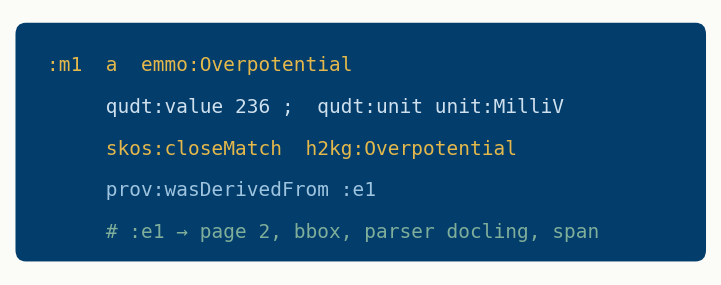 :m1  a  emmo:Overpotential
qudt:value 236 ;  qudt:unit unit:MilliV
skos:closeMatch  h2kg:Overpotential
prov:wasDerivedFrom :e1
# :e1 → page 2, bbox, parser docling, span